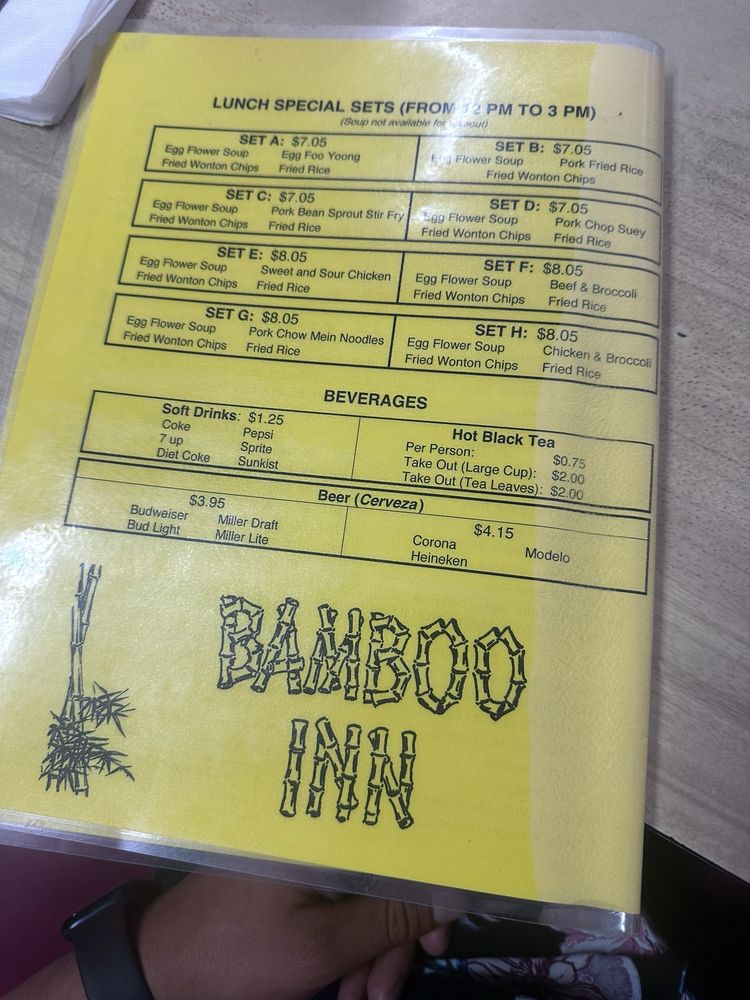 LUNCH SPECIAL SETS (FROM 12 PM TO 3 PM)
(Soup not available for takeout)
SET A: $7.05
Egg Flower Soup Egg Foo Yoong
Fried Wonton Chips Fried Rice
SET B: $7.05
Egg Flower Soup Pork Fried Rice
Fried Wonton Chips
SET C: $7.05
Egg Flower Soup Pork Bean Sprout Stir Fry
Fried Wonton Chips Fried Rice
SET D: $7.05
Egg Flower Soup Pork Chop Suey
Fried Wonton Chips Fried Rice
SET E: $8.05
Egg Flower Soup Sweet and Sour Chicken
Fried Wonton Chips Fried Rice
SET F: $8.05
Egg Flower Soup Beef & Broccoli
Fried Wonton Chips Fried Rice
SET G: $8.05
Egg Flower Soup Pork Chow Mein Noodles
Fried Wonton Chips Fried Rice
SET H: $8.05
Egg Flower Soup Chicken & Broccoli
Fried Wonton Chips Fried Rice
BEVERAGES
Soft Drinks: $1.25
Coke Pepsi
7 up Sprite
Diet Coke Sunkist
Hot Black Tea
Per Person: $0.75
Take Out (Large Cup): $2.00
Take Out (Tea Leaves): $2.00
Beer (Cerveza)
$3.95
Budweiser Miller Draft
Bud Light Miller Lite
$4.15
Corona Modelo
Heineken
BAMBOO
INN